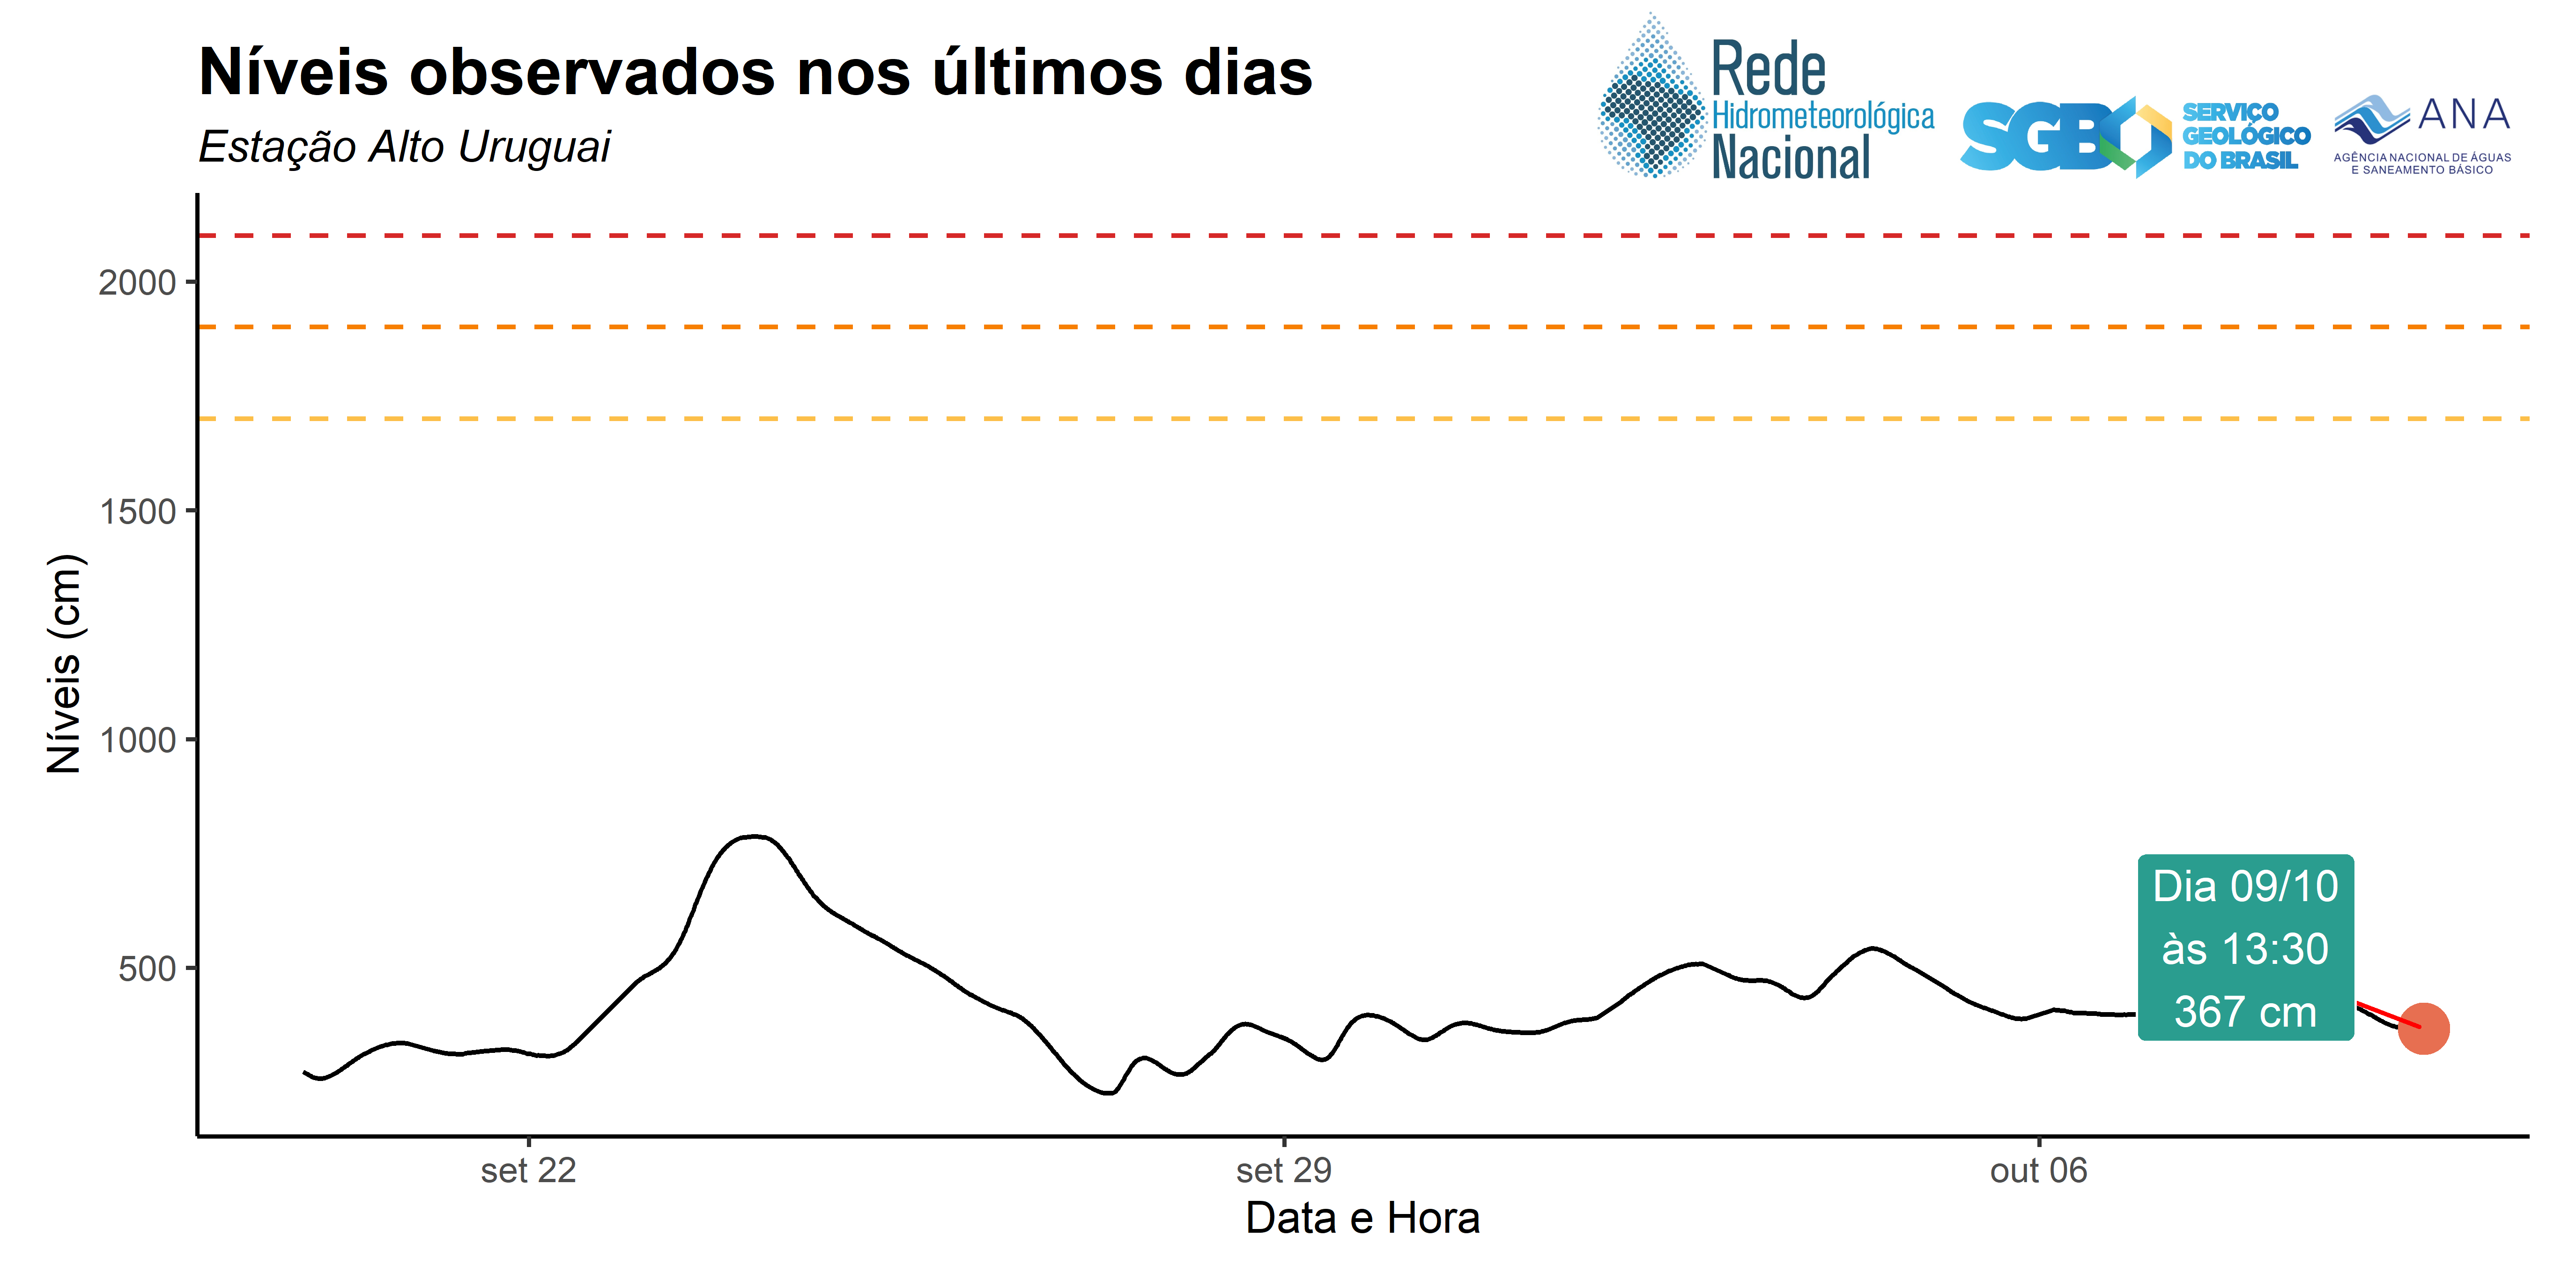 Níveis observados nos últimos dias
Estação Alto Uruguai
Rede
Hidrometeorológica
Nacional
SGB
SERVIÇO
GEOLÓGICO
DO BRASIL
ANA
AGÊNCIA NACIONAL DE ÁGUAS
E SANEAMENTO BÁSICO
Níveis (cm)
2000
1500
1000
500
Dia 09/10
às 13:30
367 cm
set 22
set 29
out 06
Data e Hora